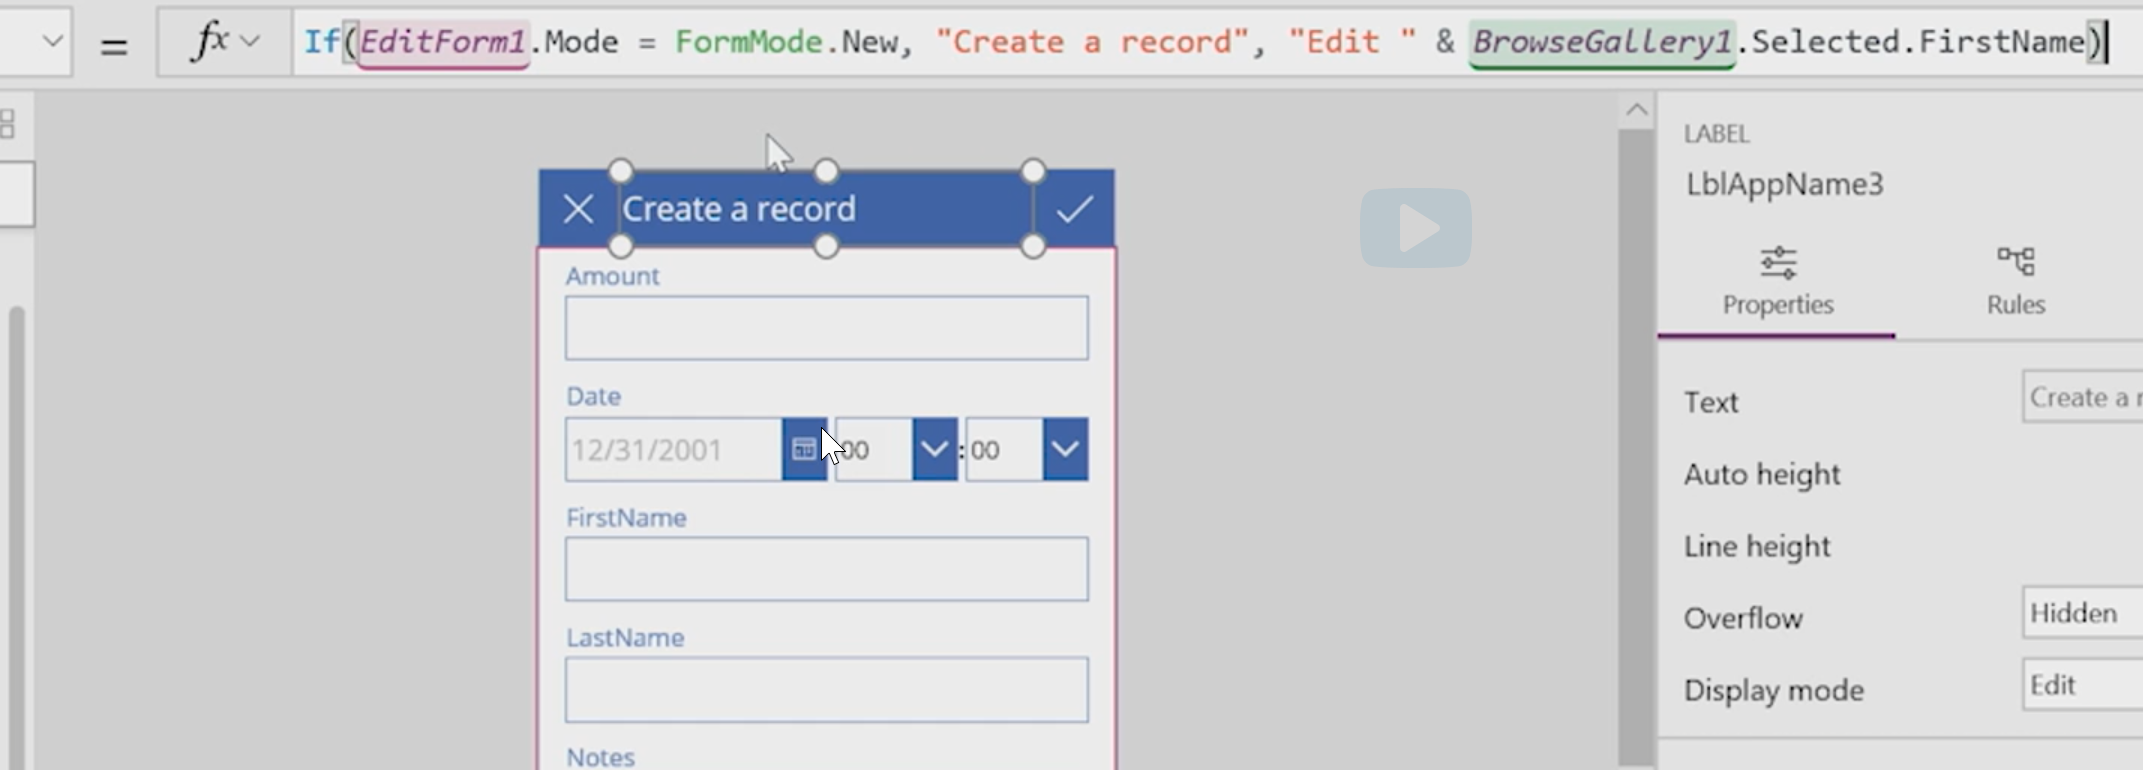 = fx If(EditForm1.Mode = FormMode.New, "Create a record", "Edit " & BrowseGallery1.Selected.FirstName)
Create a record
Amount
Date
12/31/2001 00 : 00
FirstName
LastName
Notes
LABEL
LblAppName3
Properties Rules
Text Create a r
Auto height
Line height
Overflow Hidden
Display mode Edit